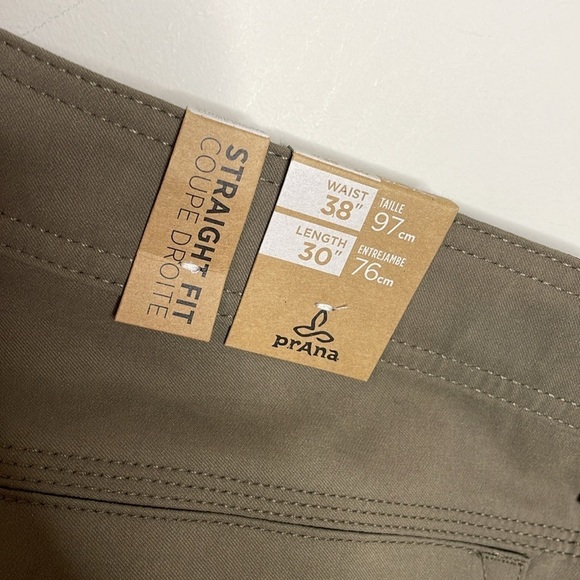 STRAIGHT FIT
COUPE DROITE
WAIST
38"
TAILLE
97cm
LENGTH
30"
ENTREJAMBE
76cm
prAna